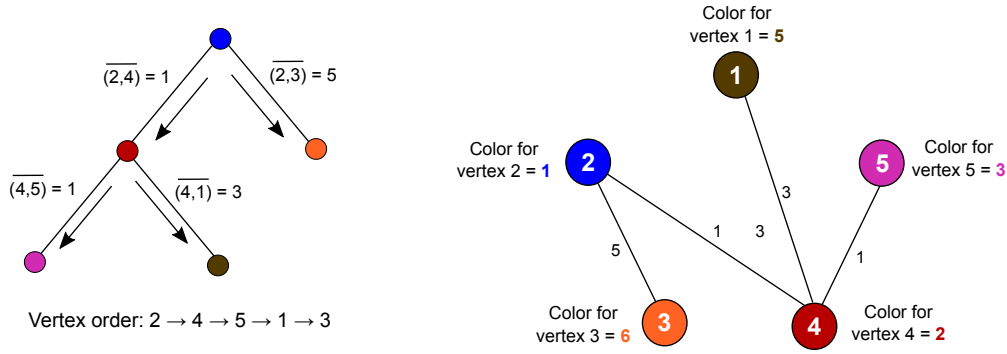 (2,4) = 1
(2,3) = 5
(4,5) = 1
(4,1) = 3
Vertex order: 2 → 4 → 5 → 1 → 3
Color for
vertex 1 = 5
1
Color for
vertex 2 = 1
2
5
Color for
vertex 5 = 3
3
1
3
5
1
Color for
vertex 3 = 6
3
4
Color for
vertex 4 = 2